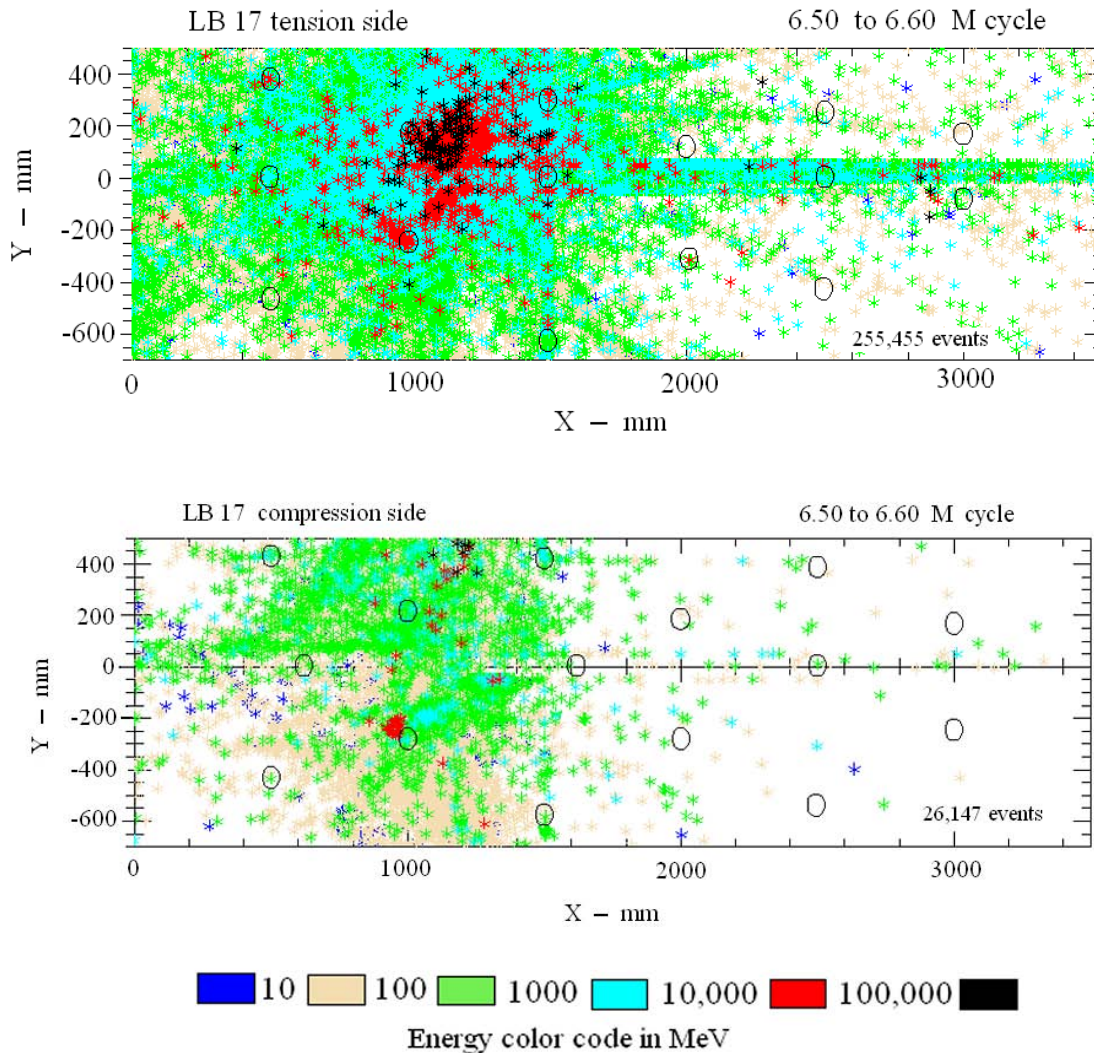 LB 17 tension side 6.50 to 6.60 M cycle
400
200
0
-200
-400
-600
Y – mm
255,455 events
0 1000 2000 3000
X – mm
LB 17 compression side 6.50 to 6.60 M cycle
400
200
0
-200
-400
-600
Y – mm
26,147 events
0 1000 2000 3000
X – mm
10 100 1000 10,000 100,000
Energy color code in MeV